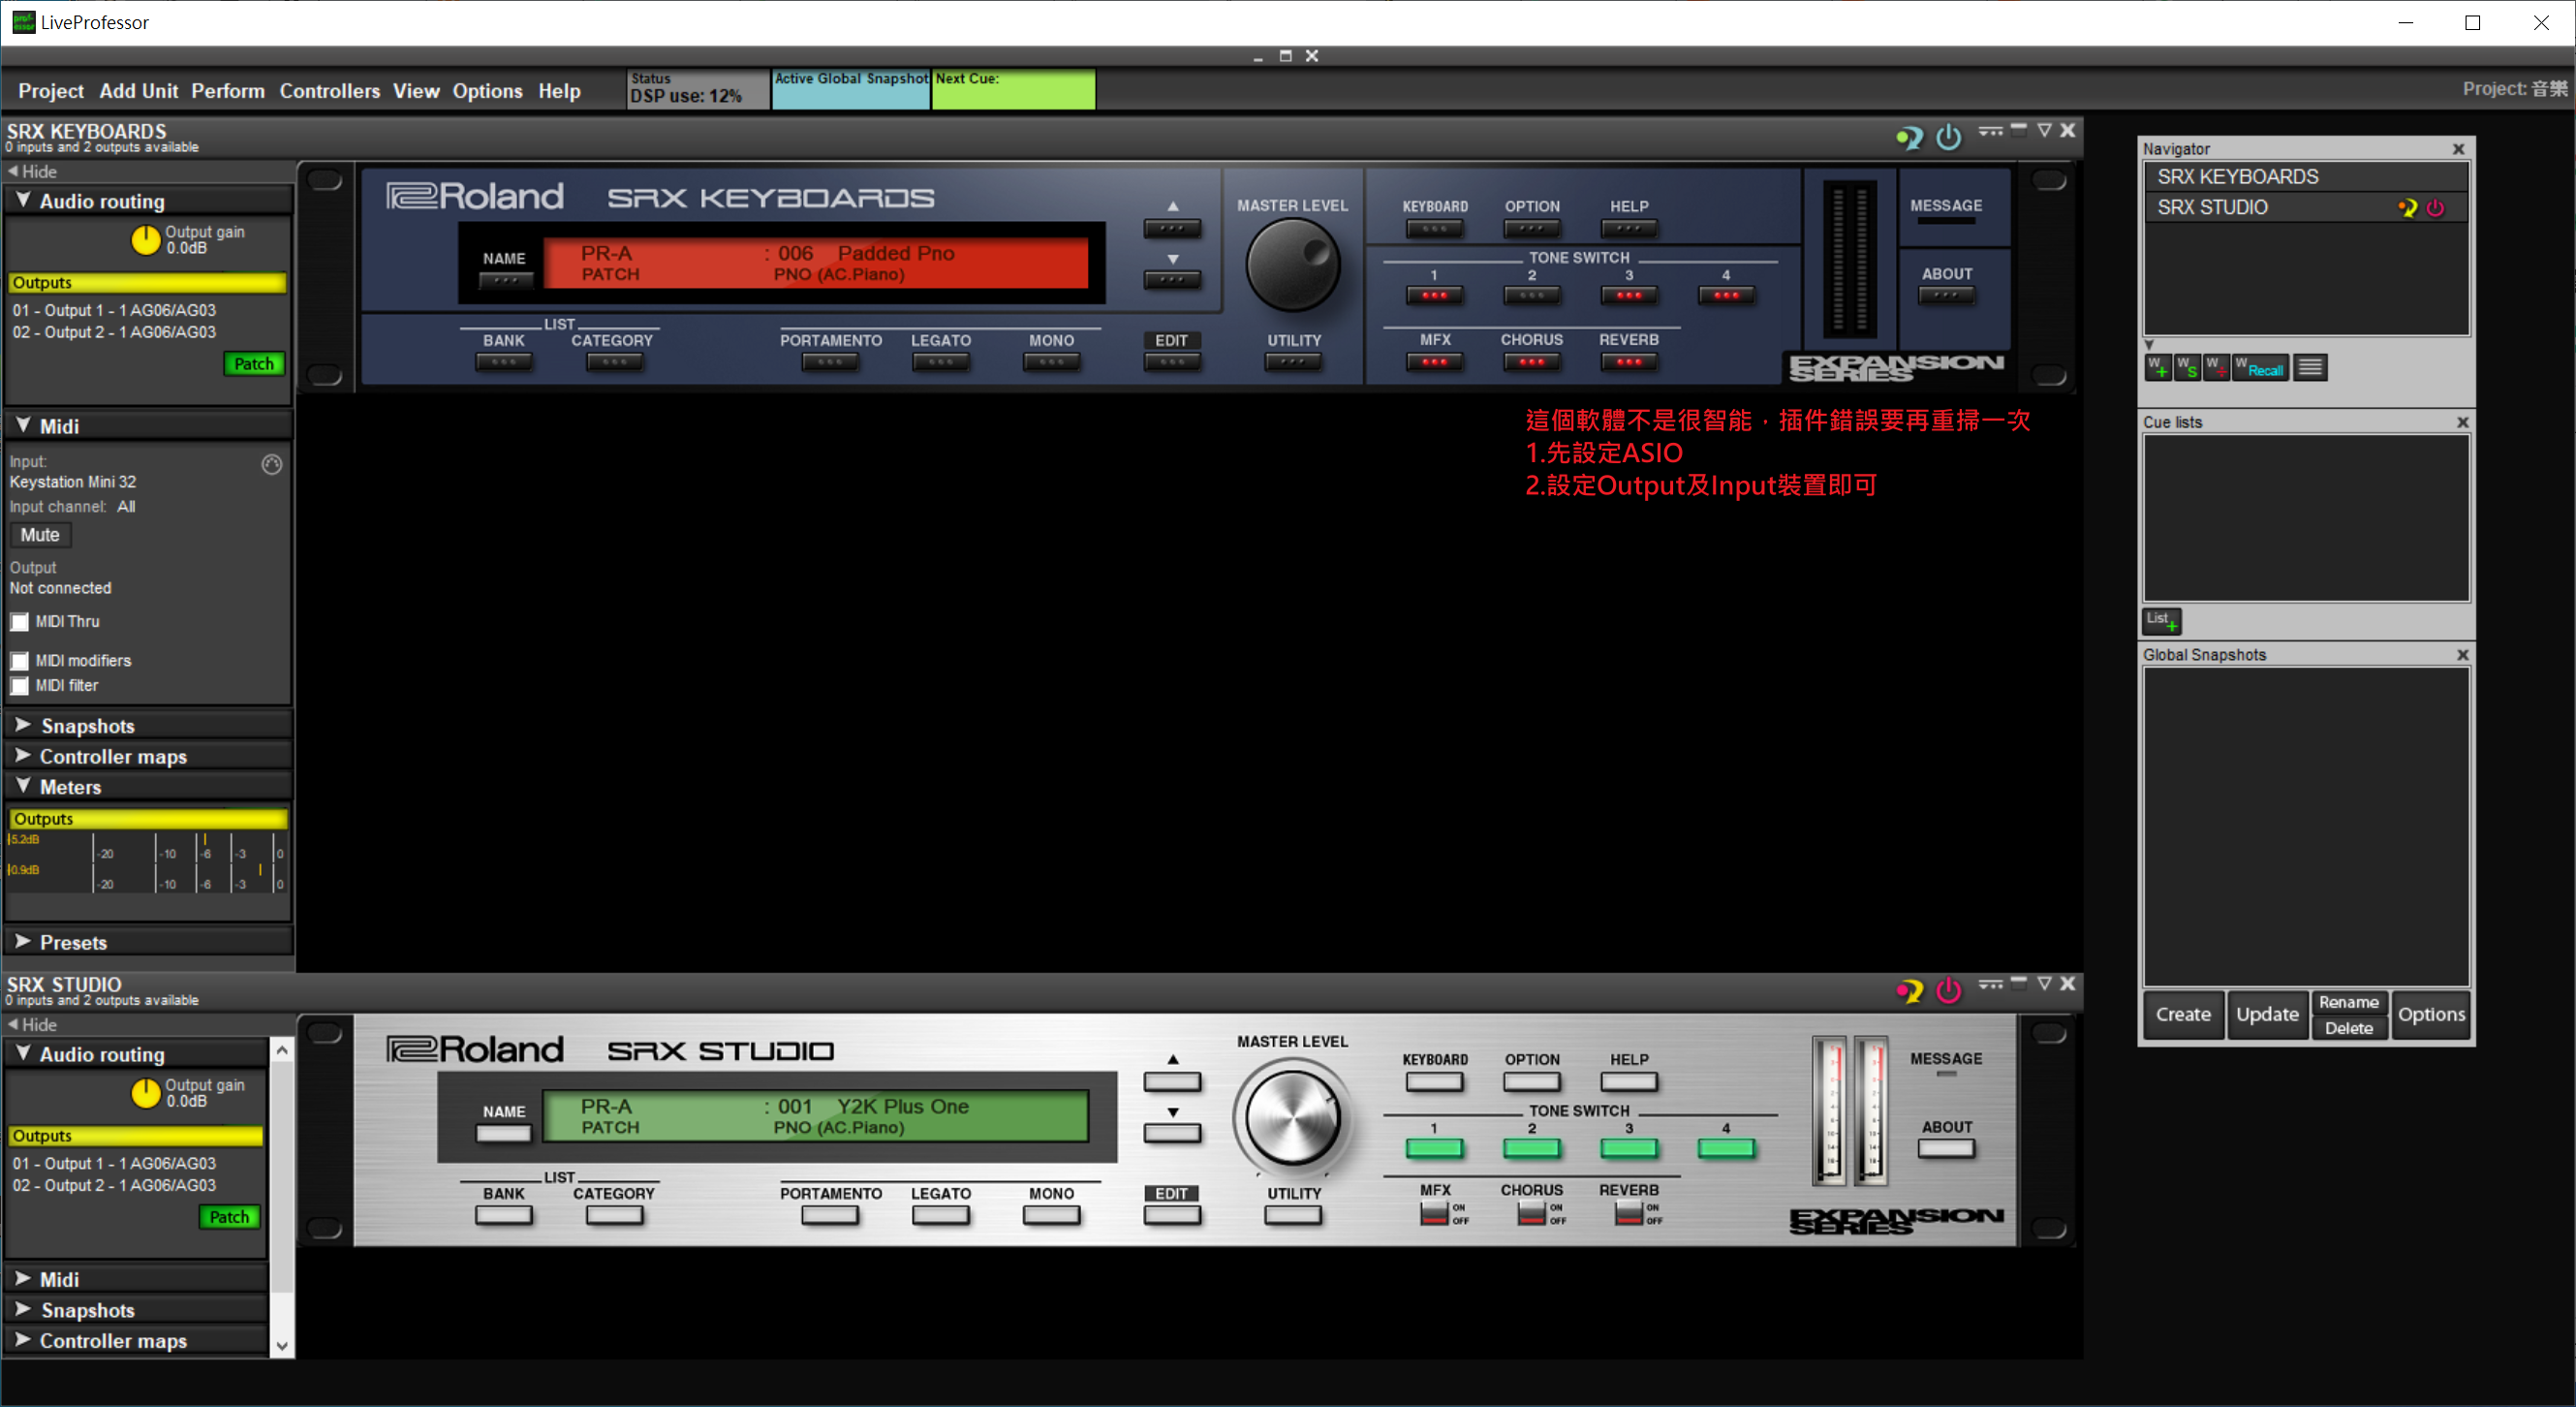 LiveProfessor
Project Add Unit Perform Controllers View Options Help
Status
DSP use: 12%
Active Global Snapshot
Next Cue:
Project: 音樂
SRX KEYBOARDS
0 inputs and 2 outputs available
Hide
Audio routing
Output gain
0.0dB
Outputs
01 - Output 1 - 1 AG06/AG03
02 - Output 2 - 1 AG06/AG03
Patch
Midi
Input:
Keystation Mini 32
Input channel: All
Mute
Output
Not connected
MIDI Thru
MIDI modifiers
MIDI filter
Snapshots
Controller maps
Meters
Outputs
5.2dB
-20 -10 -6 -3 0
0.9dB
-20 -10 -6 -3 0
Presets
Roland SRX KEYBOARDS
NAME
PR-A : 006 Padded Pno
PATCH PNO (AC.Piano)
LIST
BANK CATEGORY
PORTAMENTO LEGATO MONO
EDIT
MASTER LEVEL
UTILITY
KEYBOARD OPTION HELP
TONE SWITCH
1 2 3 4
MFX CHORUS REVERB
MESSAGE
ABOUT
EXPANSION
SERIES
這個軟體不是很智能，插件錯誤要再重掃一次
1.先設定ASIO
2.設定Output及Input裝置即可
SRX STUDIO
0 inputs and 2 outputs available
Hide
Audio routing
Output gain
0.0dB
Outputs
01 - Output 1 - 1 AG06/AG03
02 - Output 2 - 1 AG06/AG03
Patch
Midi
Snapshots
Controller maps
Roland SRX STUDIO
NAME
PR-A : 001 Y2K Plus One
PATCH PNO (AC.Piano)
LIST
BANK CATEGORY
PORTAMENTO LEGATO MONO
EDIT
MASTER LEVEL
UTILITY
KEYBOARD OPTION HELP
TONE SWITCH
1 2 3 4
MFX CHORUS REVERB
ON ON ON
OFF OFF OFF
MESSAGE
ABOUT
EXPANSION
SERIES
Navigator
SRX KEYBOARDS
SRX STUDIO
W+ WS W W Recall
Cue lists
List+
Global Snapshots
Create Update Rename Delete Options